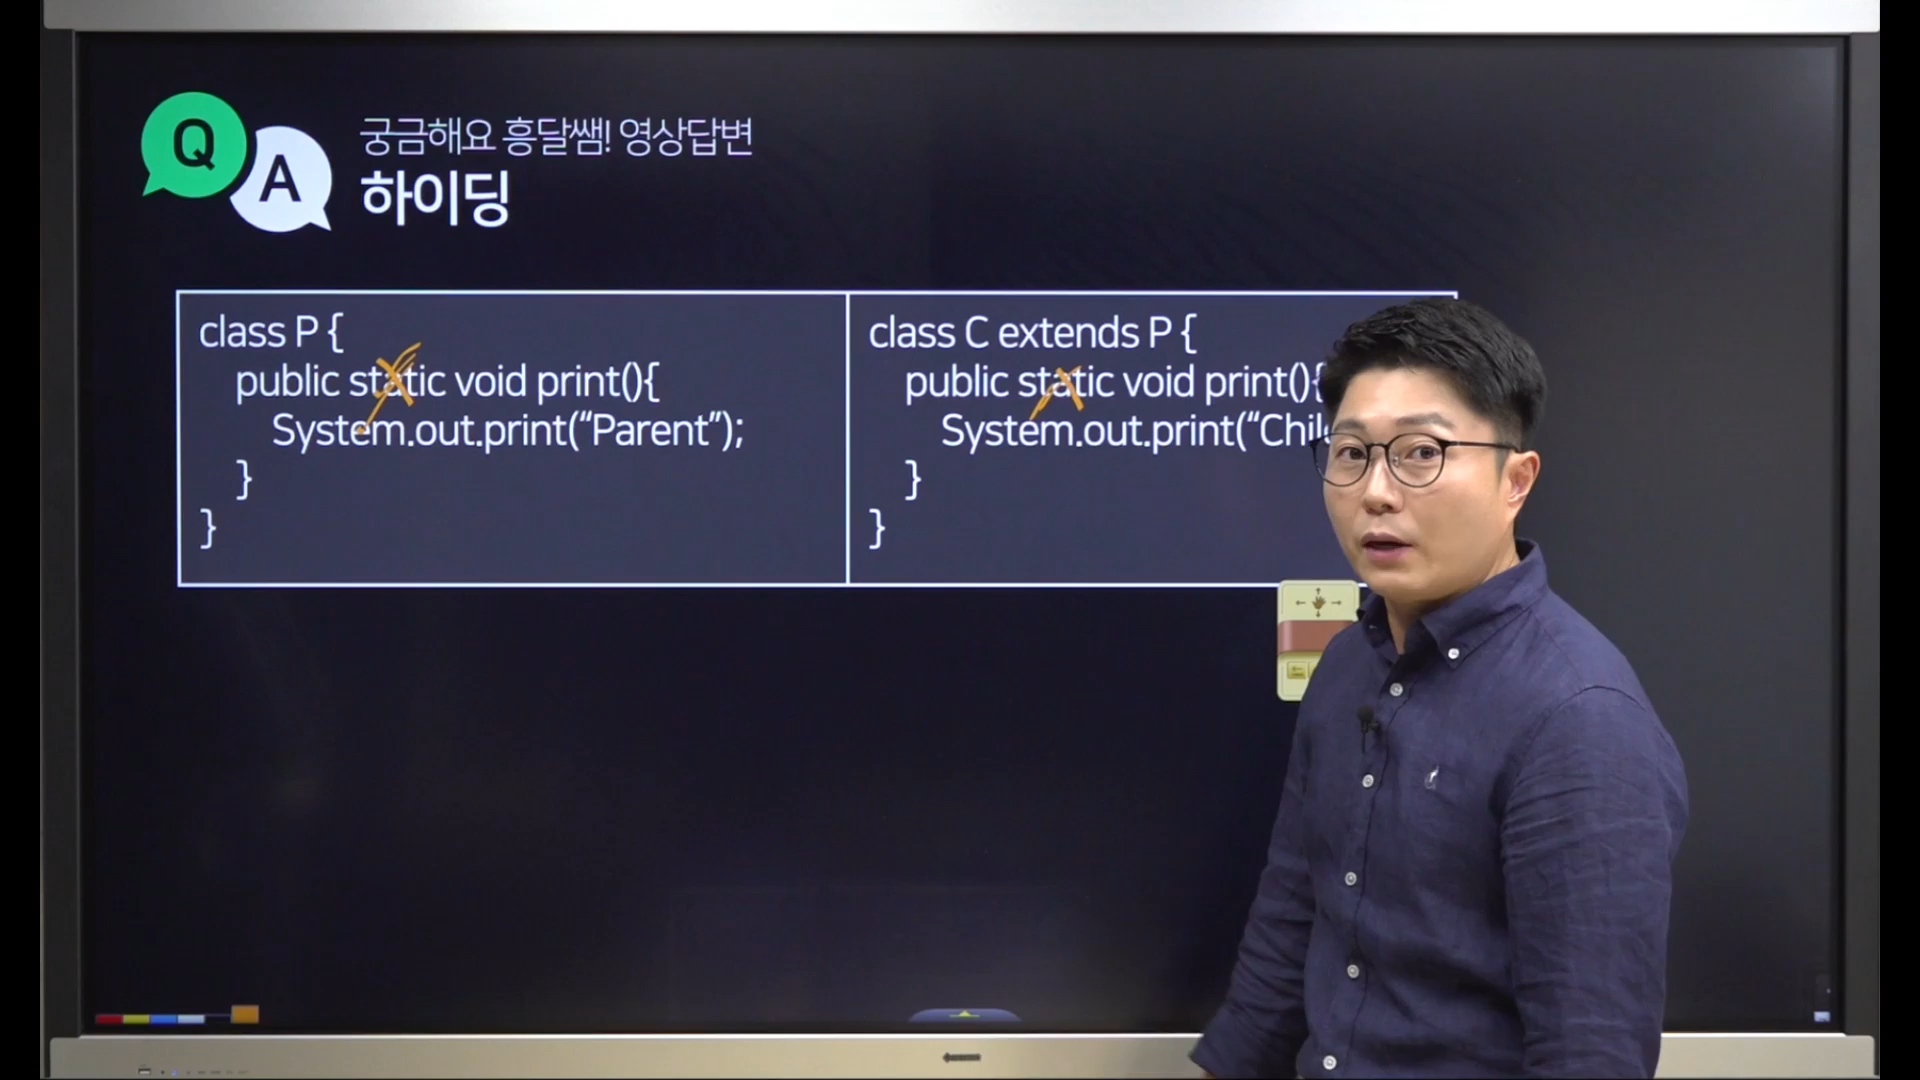 Q
A
궁금해요 흥달쌤! 영상답변
하이딩
class P {
public static void print(){
System.out.print(“Parent”);
}
}
class C extends P {
public static void print(){
System.out.print(“Chil
}
}